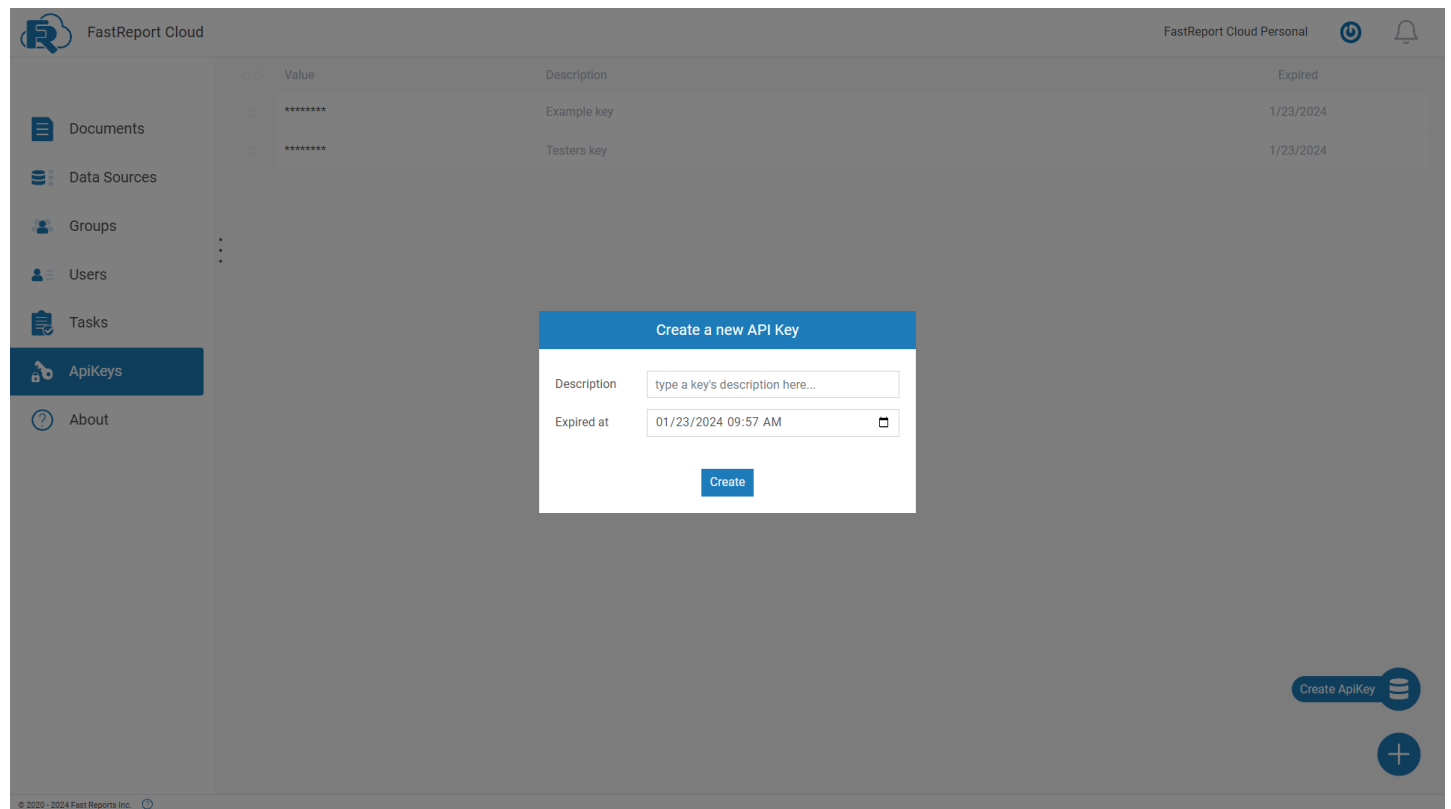 FastReport Cloud
FastReport Cloud Personal
Value Description Expired
******** Example key 1/23/2024
******** Testers key 1/23/2024
Documents
Data Sources
Groups
Users
Tasks
ApiKeys
About
Create a new API Key
Description type a key's description here...
Expired at 01/23/2024 09:57 AM
Create
Create ApiKey
© 2020 - 2024 Fast Reports Inc. ?